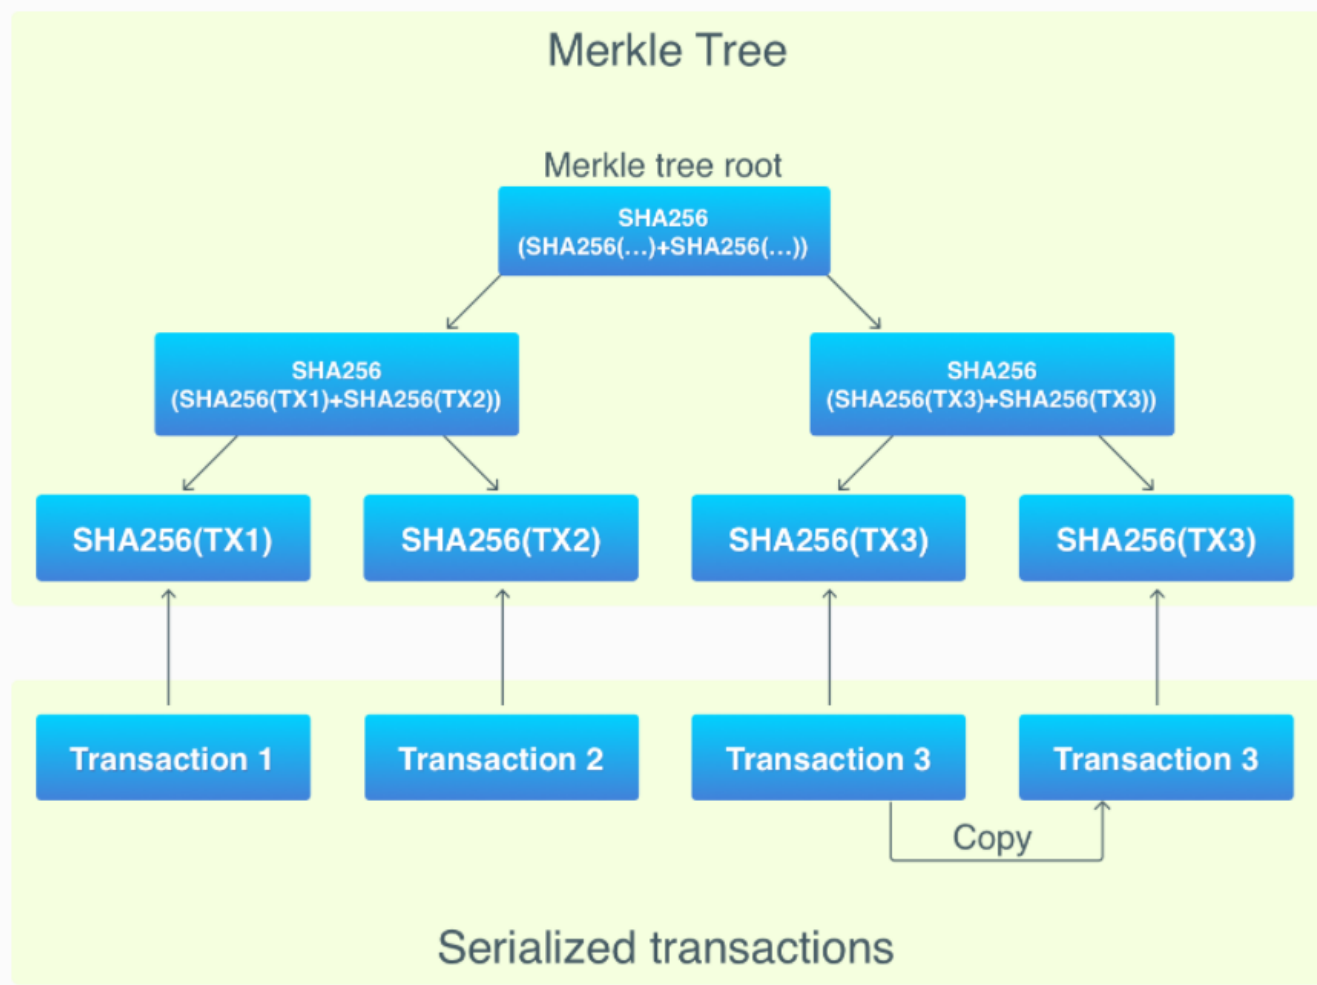 Merkle Tree
Merkle tree root
SHA256
(SHA256(...)+SHA256(...))
SHA256
(SHA256(TX1)+SHA256(TX2))
SHA256
(SHA256(TX3)+SHA256(TX3))
SHA256(TX1)
SHA256(TX2)
SHA256(TX3)
SHA256(TX3)
Transaction 1
Transaction 2
Transaction 3
Transaction 3
Copy
Serialized transactions